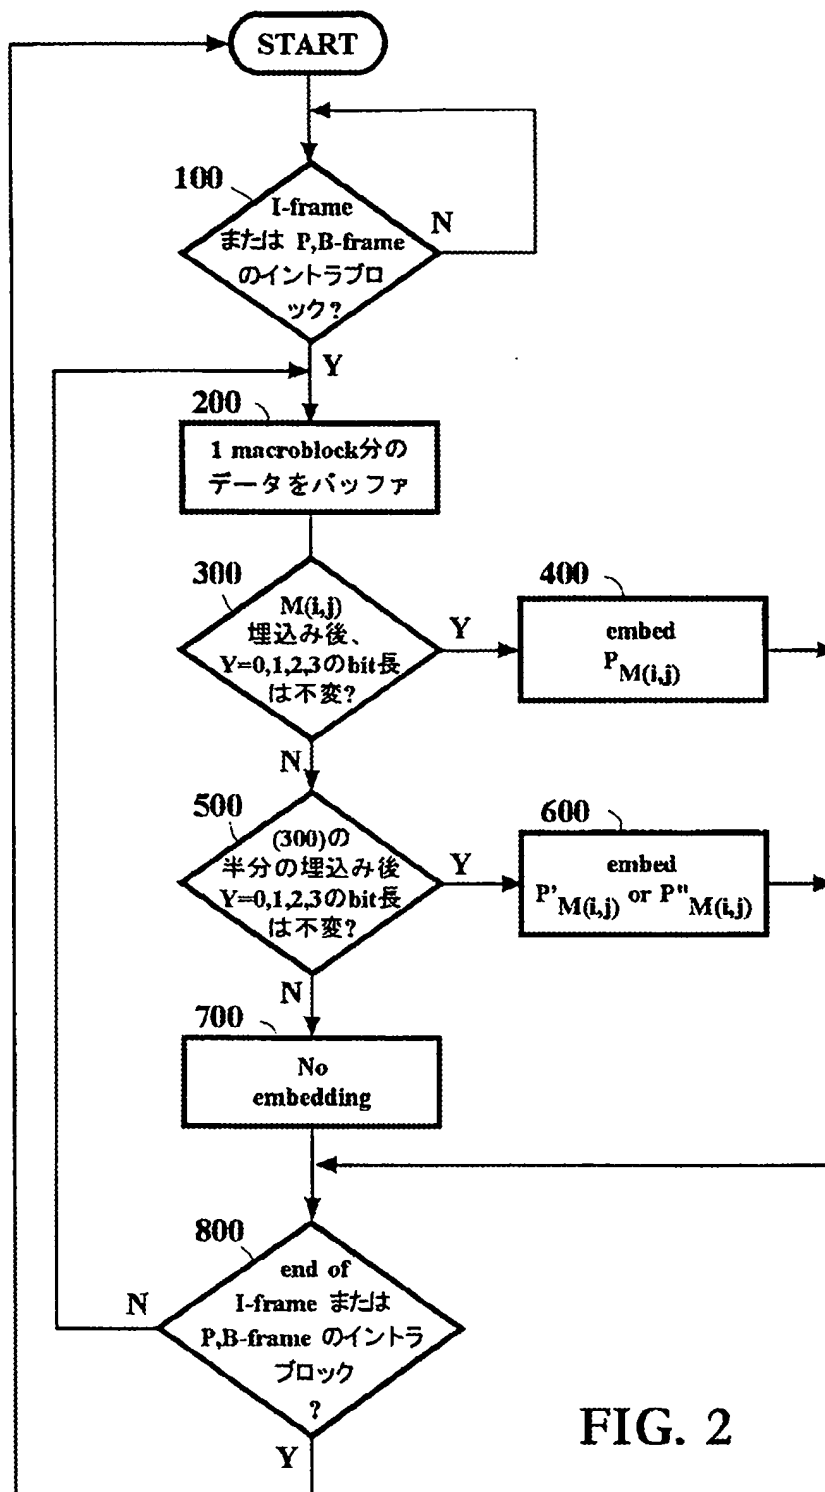 START
100
I-frame
または P,B-frame
のイントラブロ
ック?
N
Y
200
1 macroblock分の
データをバッファ
300
M(i,j)
埋込み後、
Y=0,1,2,3のbit長
は不変?
Y
400
embed
PM(i,j)
N
500
(300)の
半分の埋込み後
Y=0,1,2,3のbit長
は不変?
Y
600
embed
P'M(i,j) or P"M(i,j)
N
700
No
embedding
800
end of
I-frame または
P,B-frame のイントラ
ブロック
?
N
Y
FIG. 2